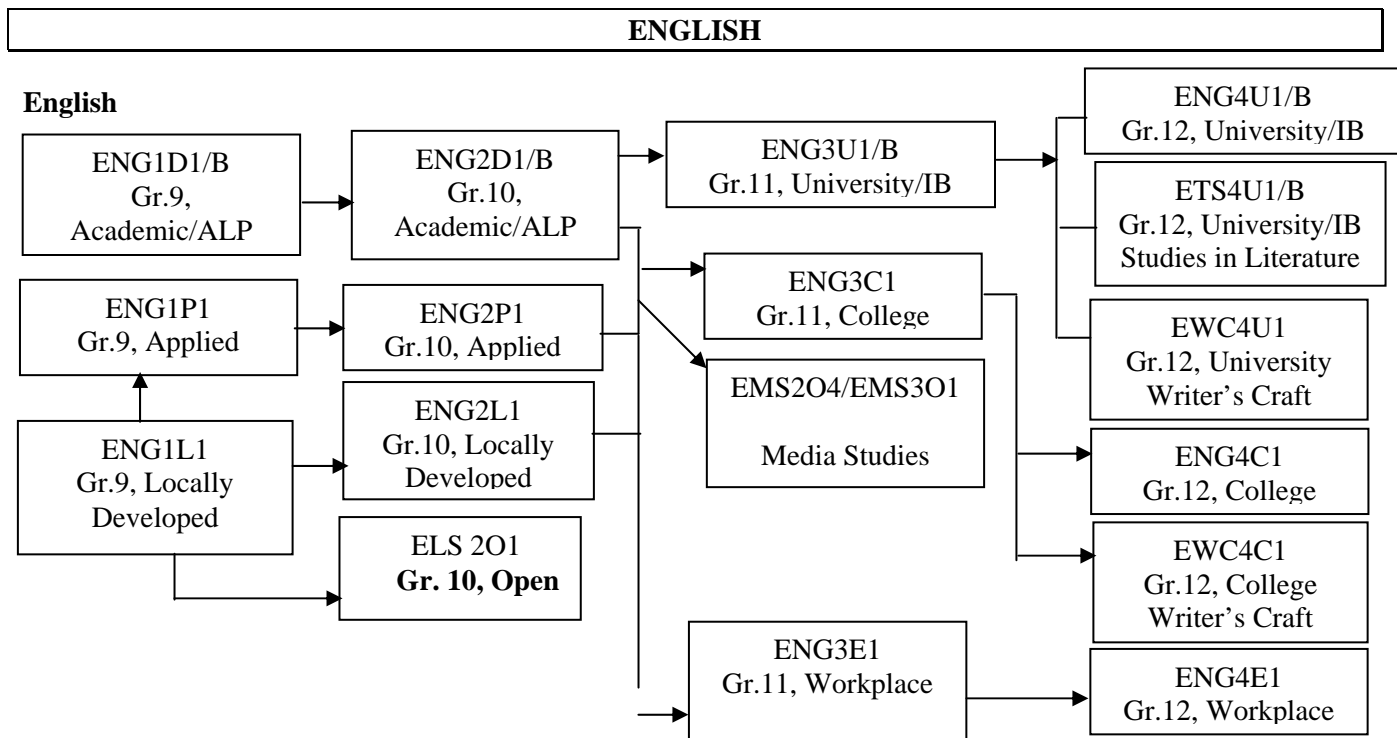 ENGLISH
English
ENG1D1/B
Gr.9,
Academic/ALP
ENG1P1
Gr.9, Applied
ENG1L1
Gr.9, Locally
Developed
ENG2D1/B
Gr.10,
Academic/ALP
ENG2P1
Gr.10, Applied
ENG2L1
Gr.10, Locally
Developed
ELS 2O1
Gr. 10, Open
ENG3U1/B
Gr.11, University/IB
ENG3C1
Gr.11, College
EMS2O4/EMS3O1
Media Studies
ENG3E1
Gr.11, Workplace
ENG4U1/B
Gr.12, University/IB
ETS4U1/B
Gr.12, University/IB
Studies in Literature
EWC4U1
Gr.12, University
Writer’s Craft
ENG4C1
Gr.12, College
EWC4C1
Gr.12, College
Writer’s Craft
ENG4E1
Gr.12, Workplace